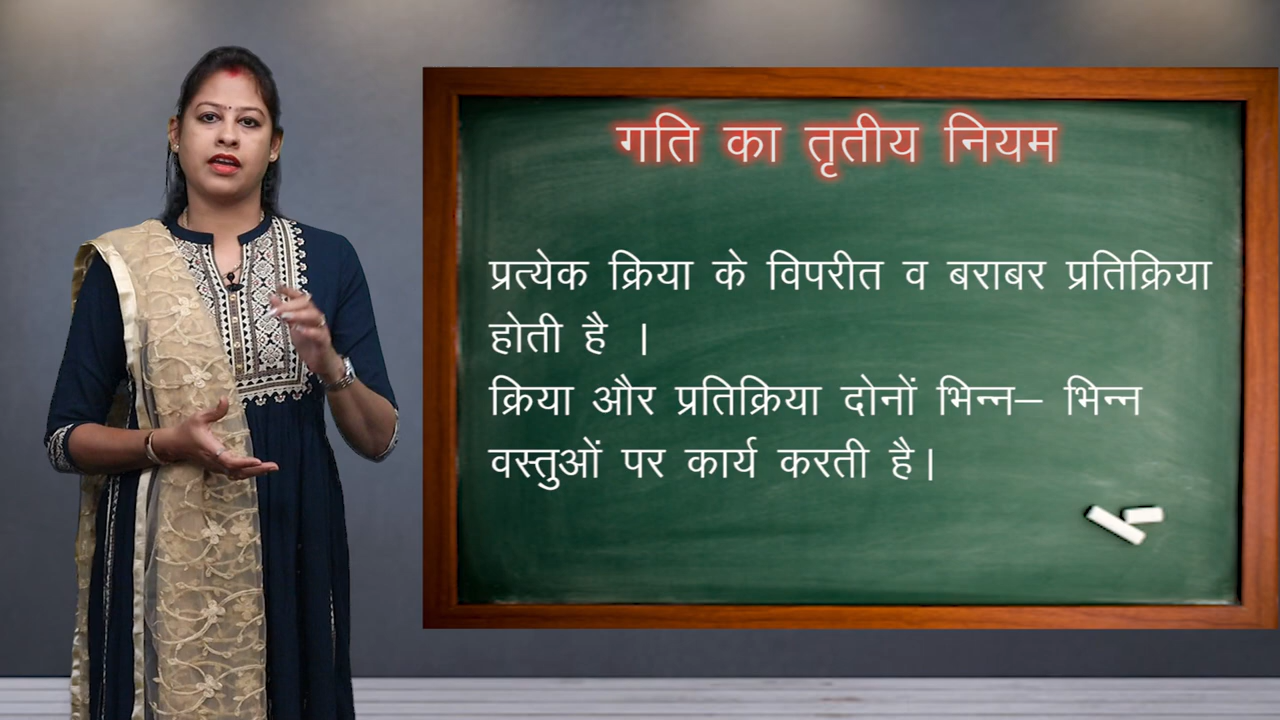 गति का तृतीय नियम
प्रत्येक क्रिया के विपरीत व बराबर प्रतिक्रिया
होती है ।
क्रिया और प्रतिक्रिया दोनों भिन्न– भिन्न
वस्तुओं पर कार्य करती है।